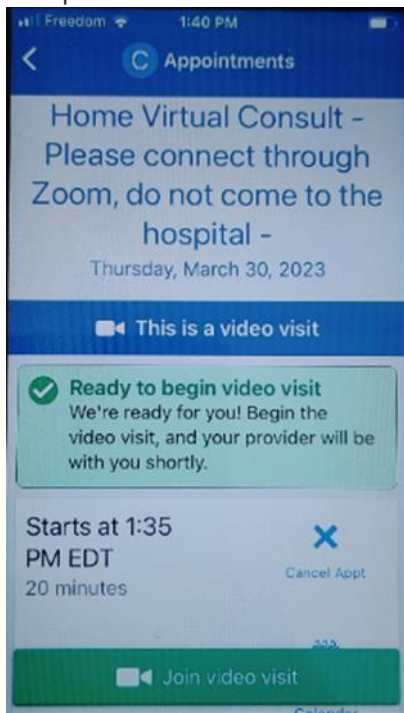 Freedom 1:40 PM
C Appointments
Home Virtual Consult -
Please connect through
Zoom, do not come to the
hospital -
Thursday, March 30, 2023
This is a video visit
Ready to begin video visit
We're ready for you! Begin the
video visit, and your provider will be
with you shortly.
Starts at 1:35
PM EDT
20 minutes
Cancel Appt
Join video visit